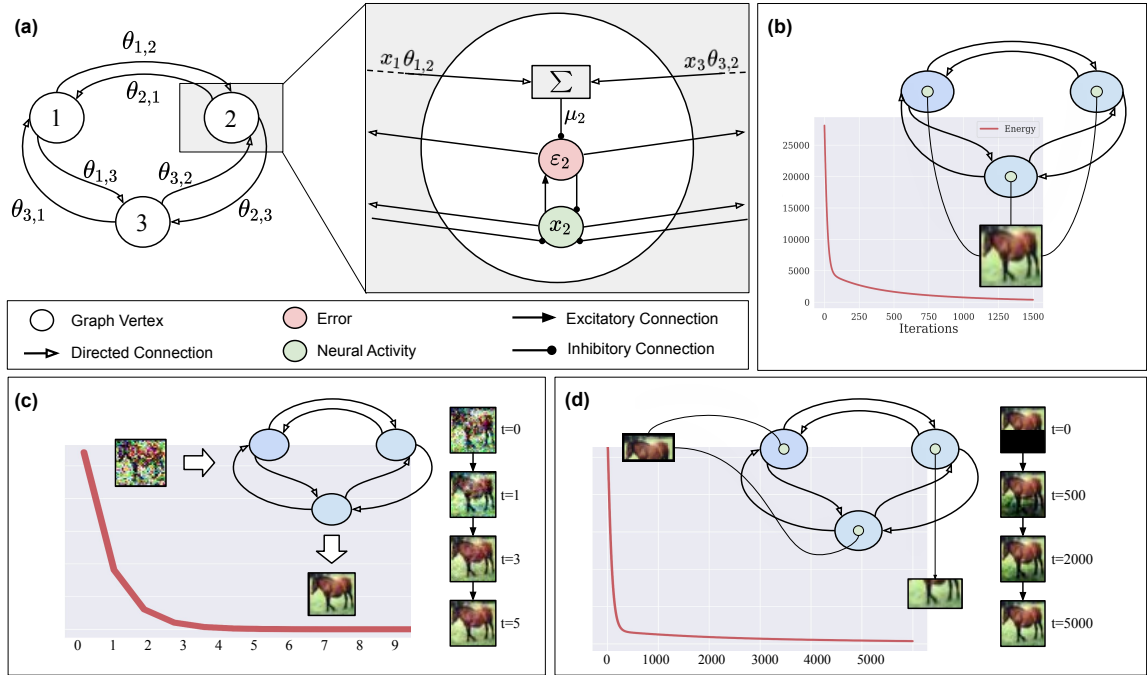 (a)
θ1,2
θ2,1
1
2
θ1,3
θ3,2
θ3,1
θ2,3
3
x1θ1,2
x3θ3,2
∑
μ2
ε2
x2
Graph Vertex
Error
Excitatory Connection
Directed Connection
Neural Activity
Inhibitory Connection
(b)
Energy
25000
20000
15000
10000
5000
0
0 250 500 750 1000 1250 1500
Iterations
(c)
t=0
t=1
t=3
t=5
0 1 2 3 4 5 6 7 8 9
(d)
t=0
t=500
t=2000
t=5000
0 1000 2000 3000 4000 5000